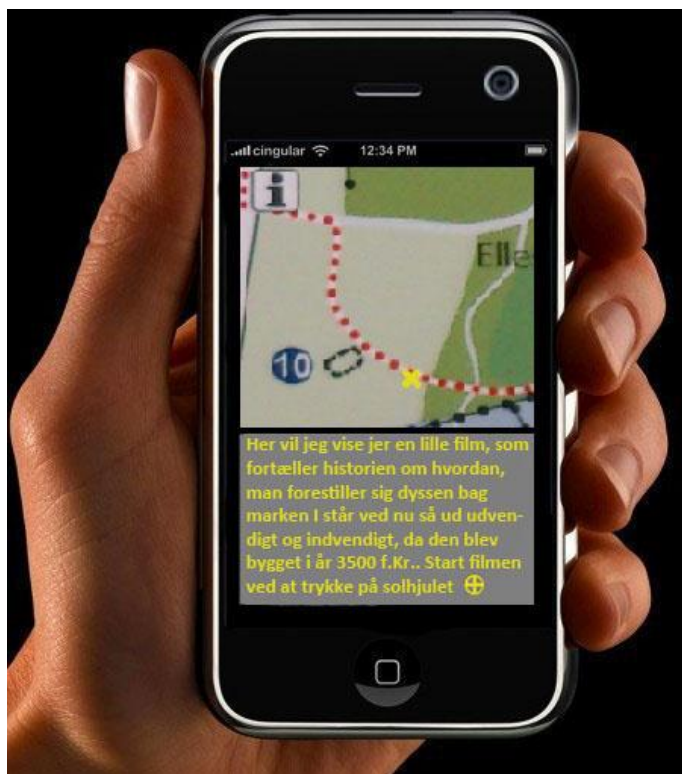 cingular 12:34 PM
i
Elle
10
Her vil jeg vise jer en lille film, som
fortæller historien om hvordan,
man forestiller sig dyssen bag
marken I står ved nu så ud udven-
digt og indvendigt, da den blev
bygget i år 3500 f.Kr.. Start filmen
ved at trykke på solhjulet